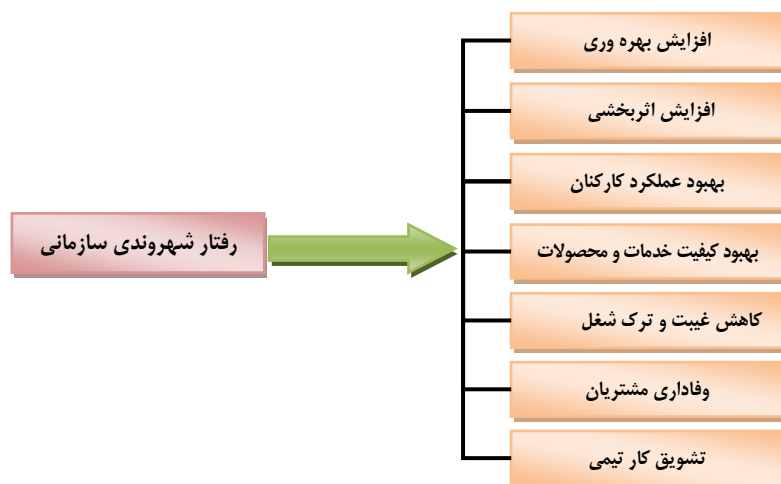 افزایش بهره وری
افزایش اثربخشی
بهبود عملکرد کارکنان
رفتار شهروندی سازمانی
بهبود کیفیت خدمات و محصولات
کاهش غیبت و ترک شغل
وفاداری مشتریان
تشویق کار تیمی